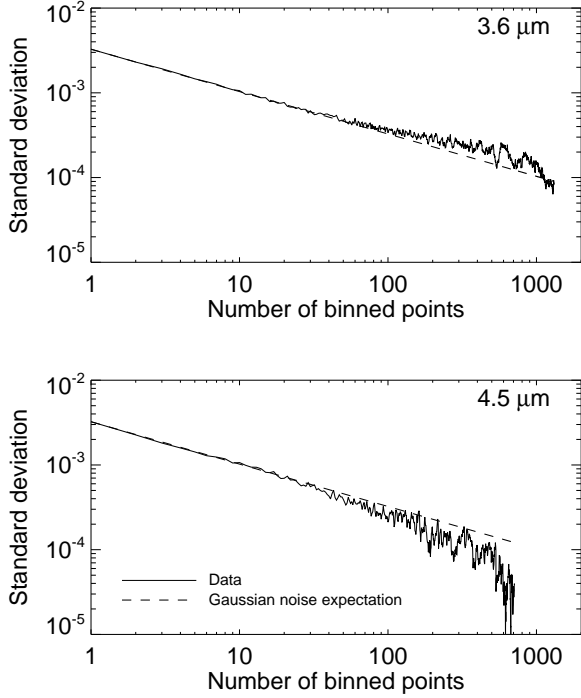 3.6 μm
Standard deviation
10⁻²
10⁻³
10⁻⁴
10⁻⁵
1 10 100 1000
Number of binned points
4.5 μm
Standard deviation
10⁻²
10⁻³
10⁻⁴
10⁻⁵
Data
Gaussian noise expectation
1 10 100 1000
Number of binned points